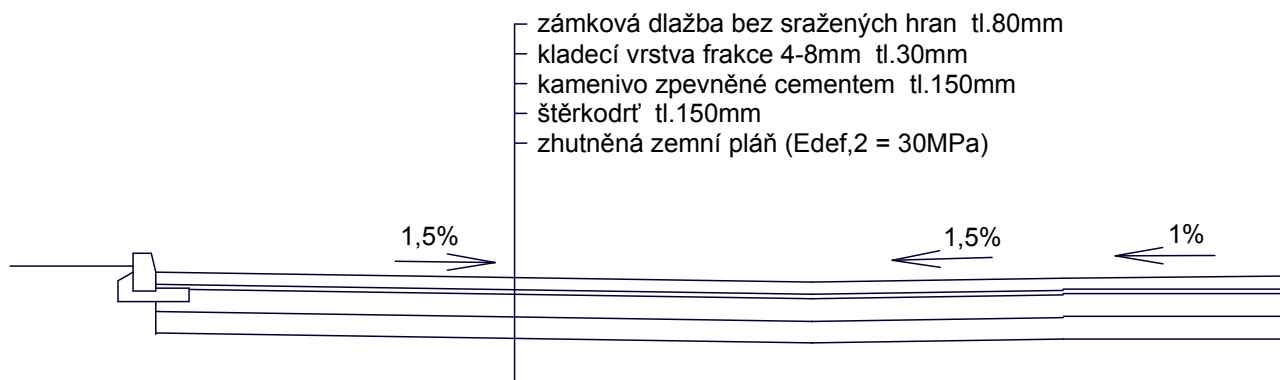 zámková dlažba bez sražených hran tl.80mm
kladecí vrstva frakce 4-8mm tl.30mm
kamenivo zpevněné cementem tl.150mm
štěrkodrť tl.150mm
zhutněná zemní pláň (Edef,2 = 30MPa)
1,5% 1,5% 1%